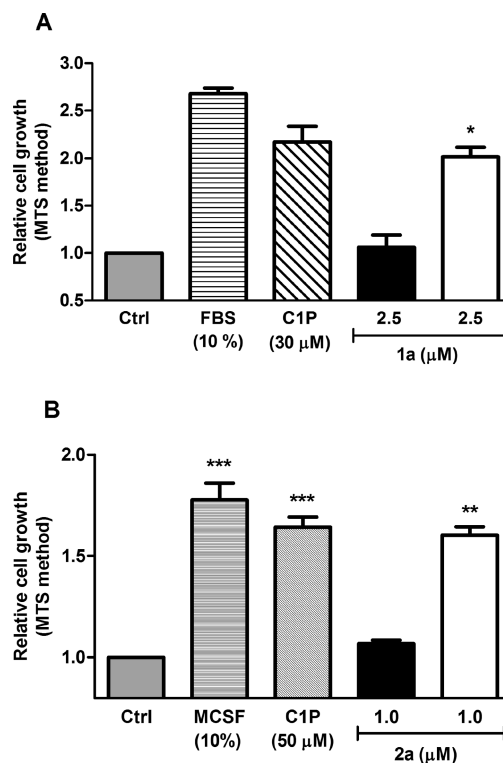 A
Relative cell growth
(MTS method)
3.0
2.5
2.0
1.5
1.0
0.5
*
Ctrl FBS C1P 2.5 2.5
(10 %) (30 μM) 1a (μM)
B
Relative cell growth
(MTS method)
2.0
1.5
1.0
*** *** **
Ctrl MCSF C1P 1.0 1.0
(10%) (50 μM) 2a (μM)